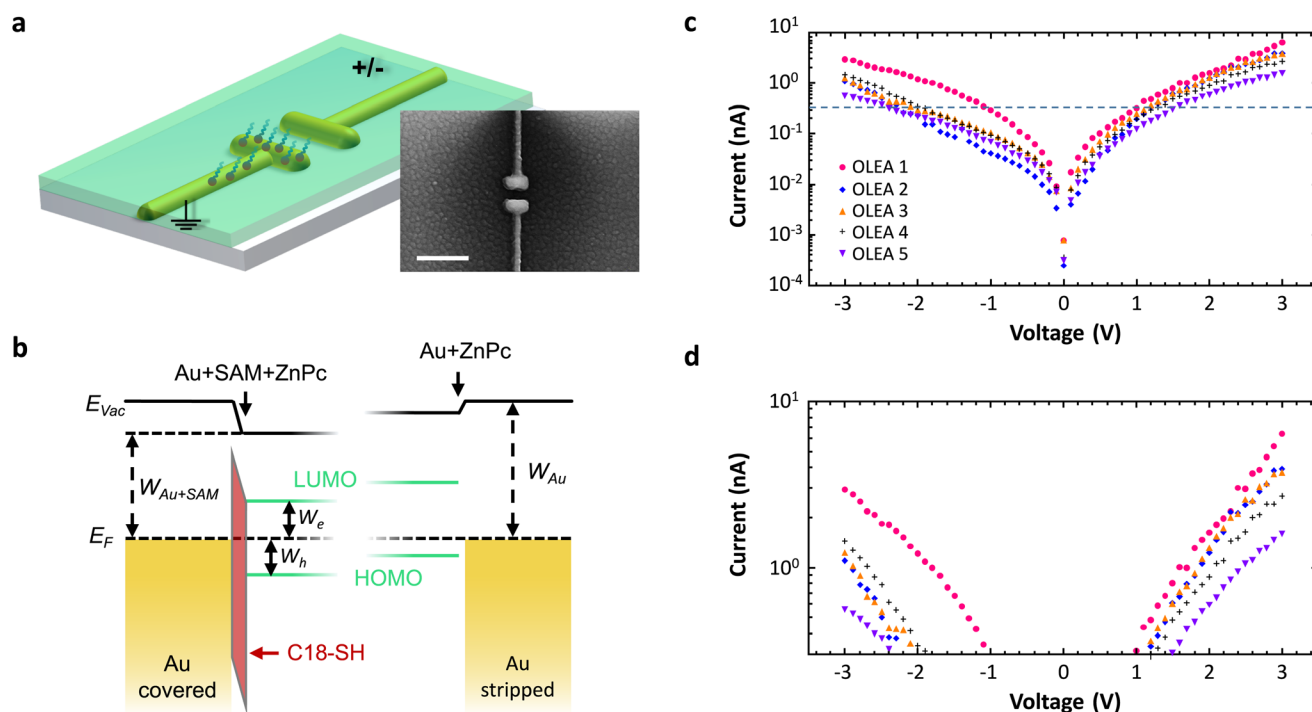 a
+/-
b
Au+SAM+ZnPc
Au+ZnPc
E_Vac
W_Au+SAM
LUMO
W_Au
W_e
E_F
W_h
HOMO
C18-SH
Au
covered
Au
stripped
c
Current (nA)
10^1
10^0
10^-1
10^-2
10^-3
10^-4
OLEA 1
OLEA 2
OLEA 3
OLEA 4
OLEA 5
-3 -2 -1 0 1 2 3
Voltage (V)
d
Current (nA)
10^1
10^0
-3 -2 -1 0 1 2 3
Voltage (V)